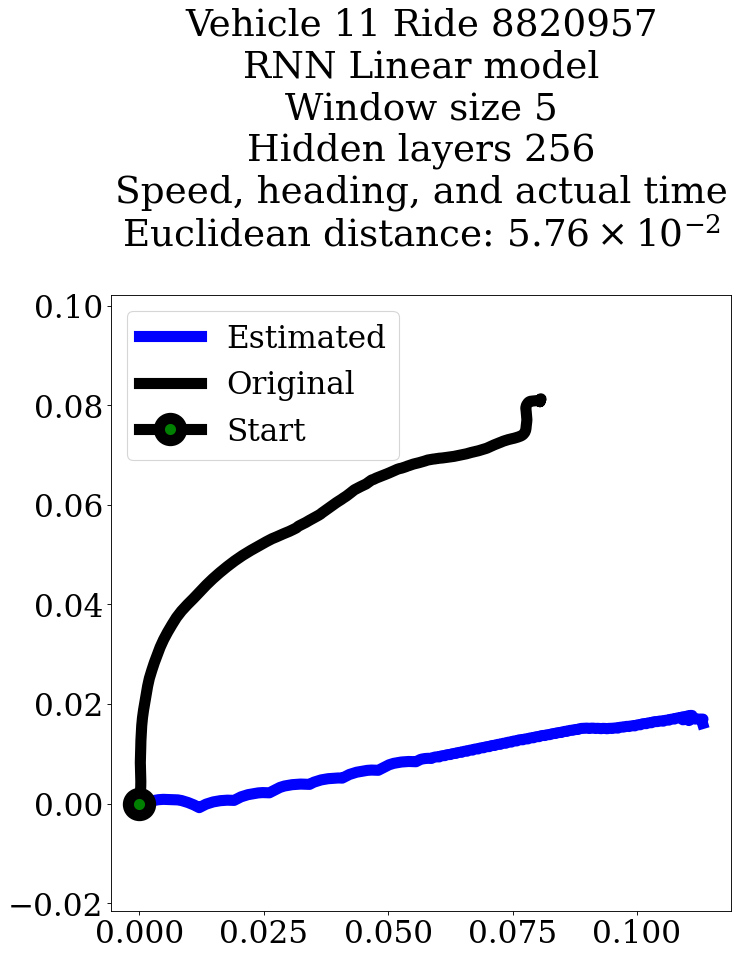 Vehicle 11 Ride 8820957
RNN Linear model
Window size 5
Hidden layers 256
Speed, heading, and actual time
Euclidean distance: 5.76 × 10⁻²
0.10
0.08
0.06
0.04
0.02
0.00
−0.02
Estimated
Original
Start
0.000 0.025 0.050 0.075 0.100